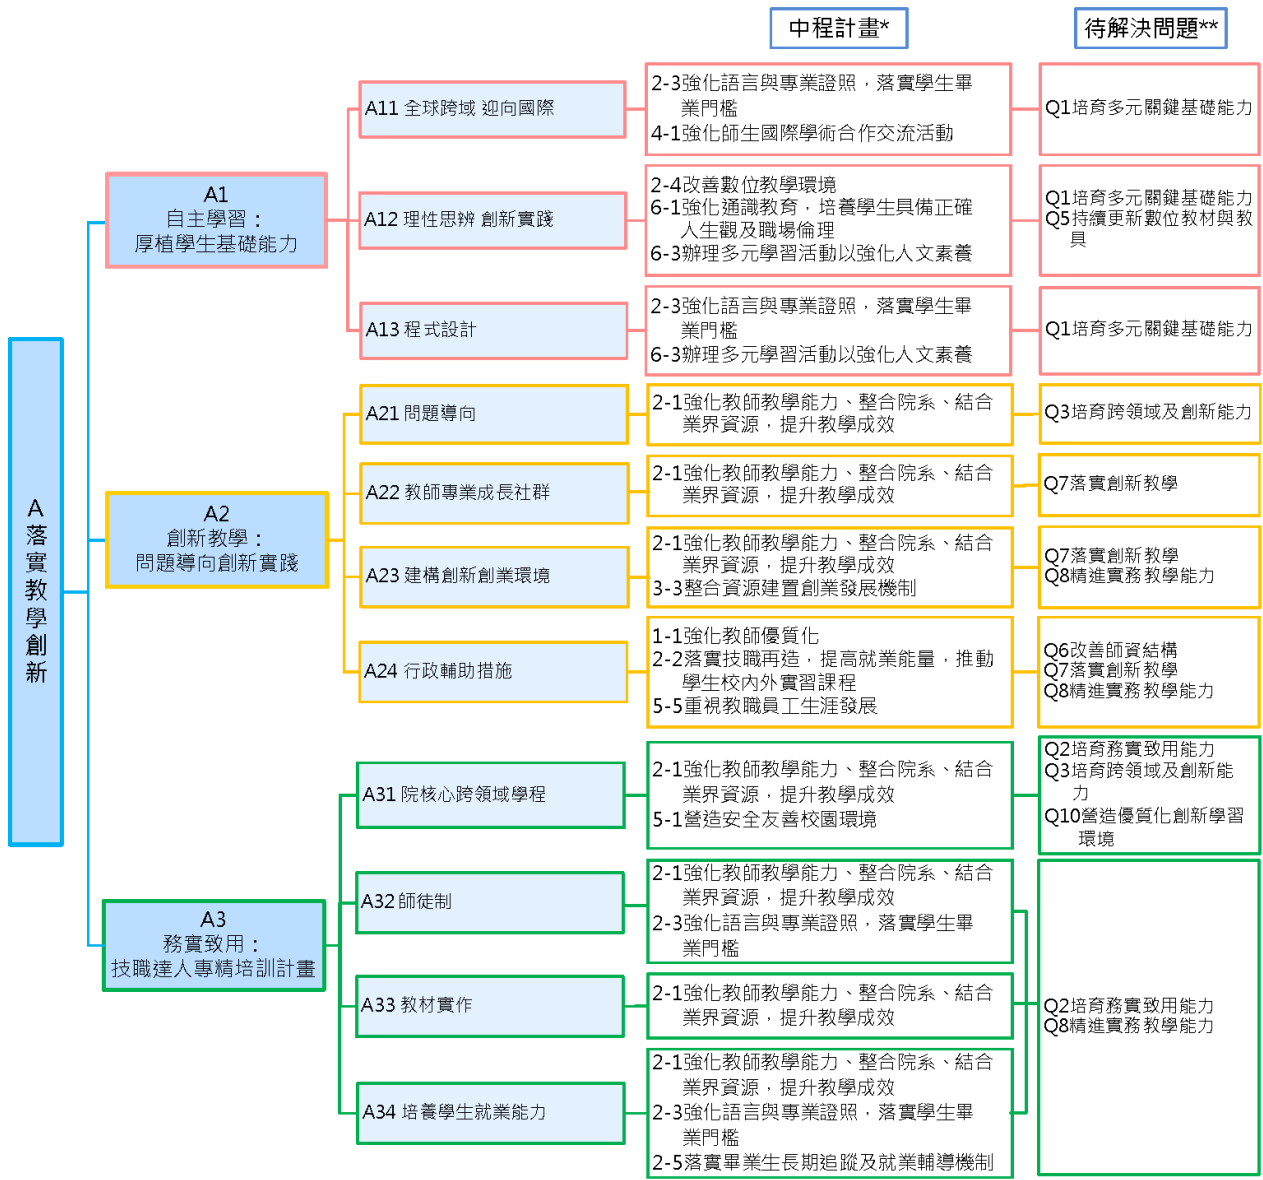 中程計畫*
待解決問題**
A
落
實
教
學
創
新
A1
自主學習：
厚植學生基礎能力
A11 全球跨域 迎向國際
2-3強化語言與專業證照，落實學生畢
業門檻
4-1強化師生國際學術合作交流活動
Q1培育多元關鍵基礎能力
A12 理性思辨 創新實踐
2-4改善數位教學環境
6-1強化通識教育，培養學生具備正確
人生觀及職場倫理
6-3辦理多元學習活動以強化人文素養
Q1培育多元關鍵基礎能力
Q5持續更新數位教材與教
具
A13 程式設計
2-3強化語言與專業證照，落實學生畢
業門檻
6-3辦理多元學習活動以強化人文素養
Q1培育多元關鍵基礎能力
A2
創新教學：
問題導向創新實踐
A21 問題導向
2-1強化教師教學能力、整合院系、結合
業界資源，提升教學成效
Q3培育跨領域及創新能力
A22 教師專業成長社群
2-1強化教師教學能力、整合院系、結合
業界資源，提升教學成效
Q7落實創新教學
A23 建構創新創業環境
2-1強化教師教學能力、整合院系、結合
業界資源，提升教學成效
3-3整合資源建置創業發展機制
Q7落實創新教學
Q8精進實務教學能力
A24 行政輔助措施
1-1強化教師優質化
2-2落實技職再造，提高就業能量，推動
學生校內外實習課程
5-5重視教職員工生涯發展
Q6改善師資結構
Q7落實創新教學
Q8精進實務教學能力
A3
務實致用：
技職達人專精培訓計畫
A31 院核心跨領域學程
2-1強化教師教學能力、整合院系、結合
業界資源，提升教學成效
5-1營造安全友善校園環境
Q2培育務實致用能力
Q3培育跨領域及創新能
力
Q10營造優質化創新學習
環境
A32 師徒制
2-1強化教師教學能力、整合院系、結合
業界資源，提升教學成效
2-3強化語言與專業證照，落實學生畢
業門檻
A33 教材實作
2-1強化教師教學能力、整合院系、結合
業界資源，提升教學成效
A34 培養學生就業能力
2-1強化教師教學能力、整合院系、結合
業界資源，提升教學成效
2-3強化語言與專業證照，落實學生畢
業門檻
2-5落實畢業生長期追蹤及就業輔導機制
Q2培育務實致用能力
Q8精進實務教學能力